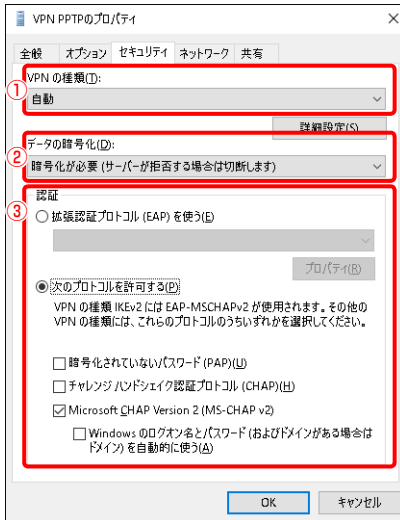 VPN PPTPのプロパティ
全般 オプション セキュリティ ネットワーク 共有
① VPN の種類(T):
自動
詳細設定(S)
② データの暗号化(D):
暗号化が必要 (サーバーが拒否する場合は切断します)
③ 認証
拡張認証プロトコル (EAP) を使う(E)
プロパティ(R)
次のプロトコルを許可する(P)
VPN の種類 IKEv2 には EAP-MSCHAPv2 が使用されます。その他の
VPN の種類には、これらのプロトコルのうちいずれかを選択してください。
暗号化されていないパスワード (PAP)(U)
チャレンジ ハンドシェイク認証プロトコル (CHAP)(H)
Microsoft CHAP Version 2 (MS-CHAP v2)
Windows のログオン名とパスワード (およびドメインがある場合は
ドメイン) を自動的に使う(A)
OK キャンセル